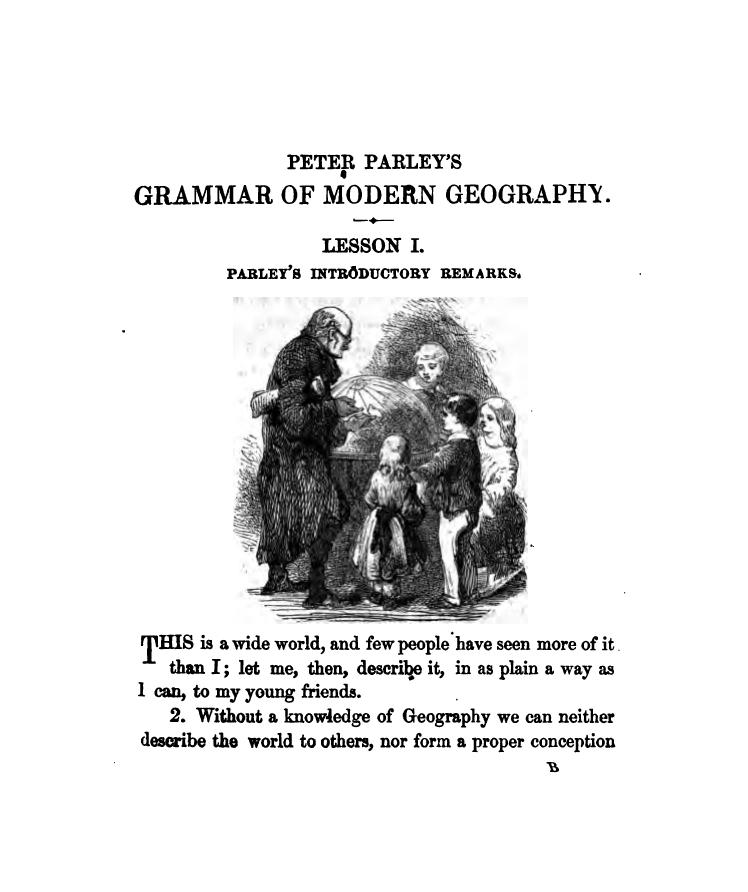 PETER PARLEY'S
GRAMMAR OF MODERN GEOGRAPHY.
LESSON I.
PARLEY'S INTRODUCTORY REMARKS.
THIS is a wide world, and few people have seen more of it
than I; let me, then, describe it, in as plain a way as
I can, to my young friends.
2. Without a knowledge of Geography we can neither
describe the world to others, nor form a proper conception
B